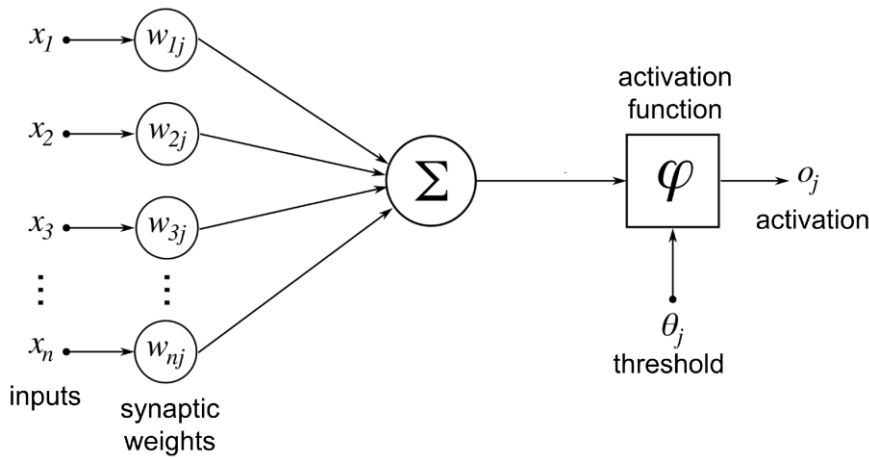 x₁
w₁ⱼ
x₂
w₂ⱼ
x₃
w₃ⱼ
⋮
⋮
xₙ
wₙⱼ
inputs
synaptic
weights
Σ
activation
function
φ
oⱼ
activation
θⱼ
threshold